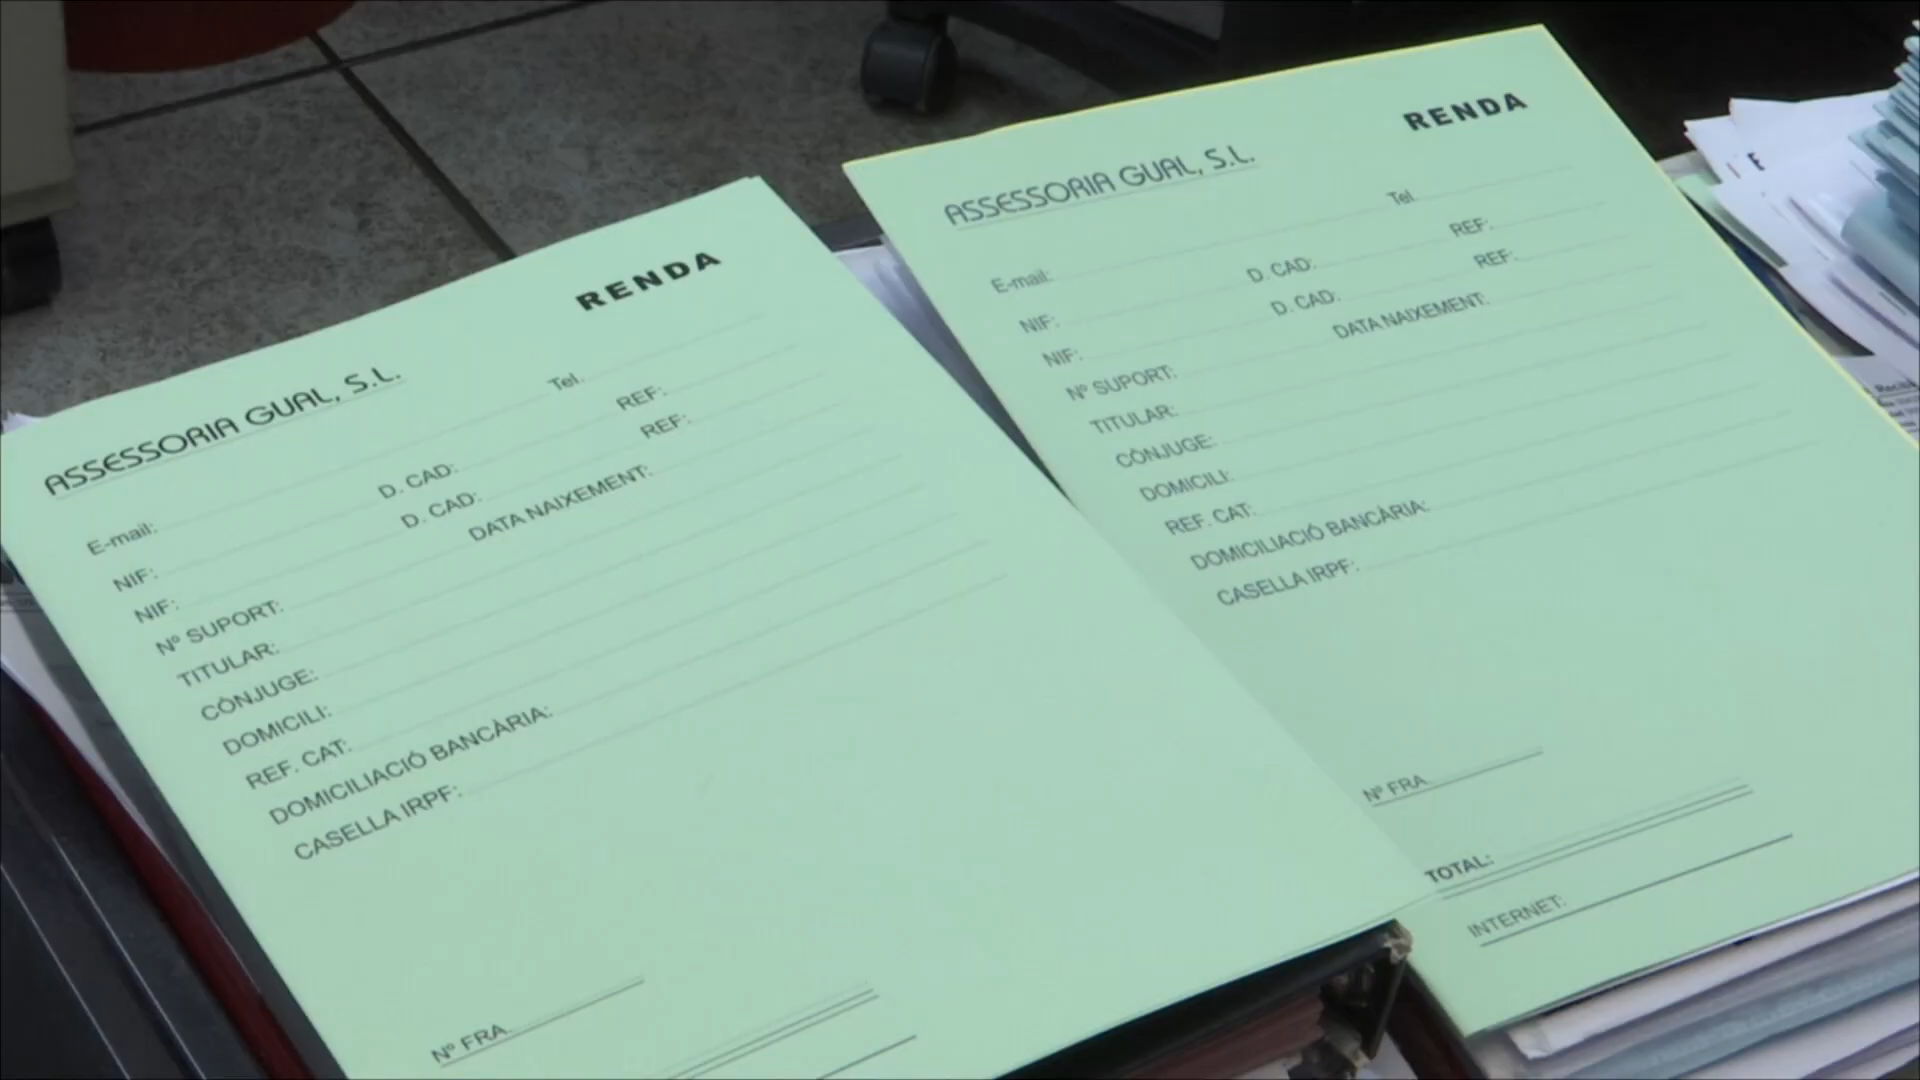 RENDA
ASSESSORIA GUAL, S.L.
Tel.
E-mail:
NIF: D. CAD: REF:
NIF: D. CAD: REF:
Nº SUPORT: DATA NAIXEMENT:
TITULAR:
CÒNJUGE:
DOMICILI:
REF. CAT:
DOMICILIACIÓ BANCÀRIA:
CASELLA IRPF:
Nº FRA.
RENDA
ASSESSORIA GUAL, S.L.
Tel.
E-mail:
NIF: D. CAD: REF:
NIF: D. CAD: REF:
Nº SUPORT: DATA NAIXEMENT:
TITULAR:
CÒNJUGE:
DOMICILI:
REF. CAT:
DOMICILIACIÓ BANCÀRIA:
CASELLA IRPF:
Nº FRA.
TOTAL:
INTERNET: